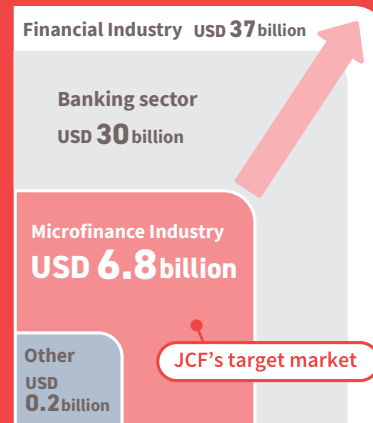 Financial Industry USD 37 billion
Banking sector
USD 30 billion
Microfinance Industry
USD 6.8 billion
JCF's target market
Other
USD
0.2 billion